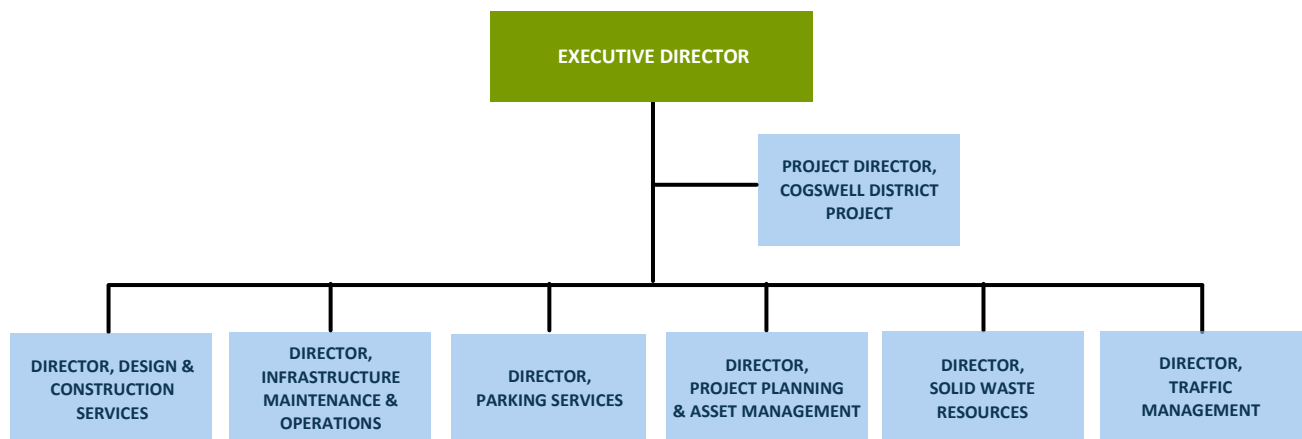 EXECUTIVE DIRECTOR
PROJECT DIRECTOR,
COGSWELL DISTRICT
PROJECT
DIRECTOR, DESIGN &
CONSTRUCTION
SERVICES
DIRECTOR,
INFRASTRUCTURE
MAINTENANCE &
OPERATIONS
DIRECTOR,
PARKING SERVICES
DIRECTOR,
PROJECT PLANNING
& ASSET MANAGEMENT
DIRECTOR,
SOLID WASTE
RESOURCES
DIRECTOR,
TRAFFIC
MANAGEMENT